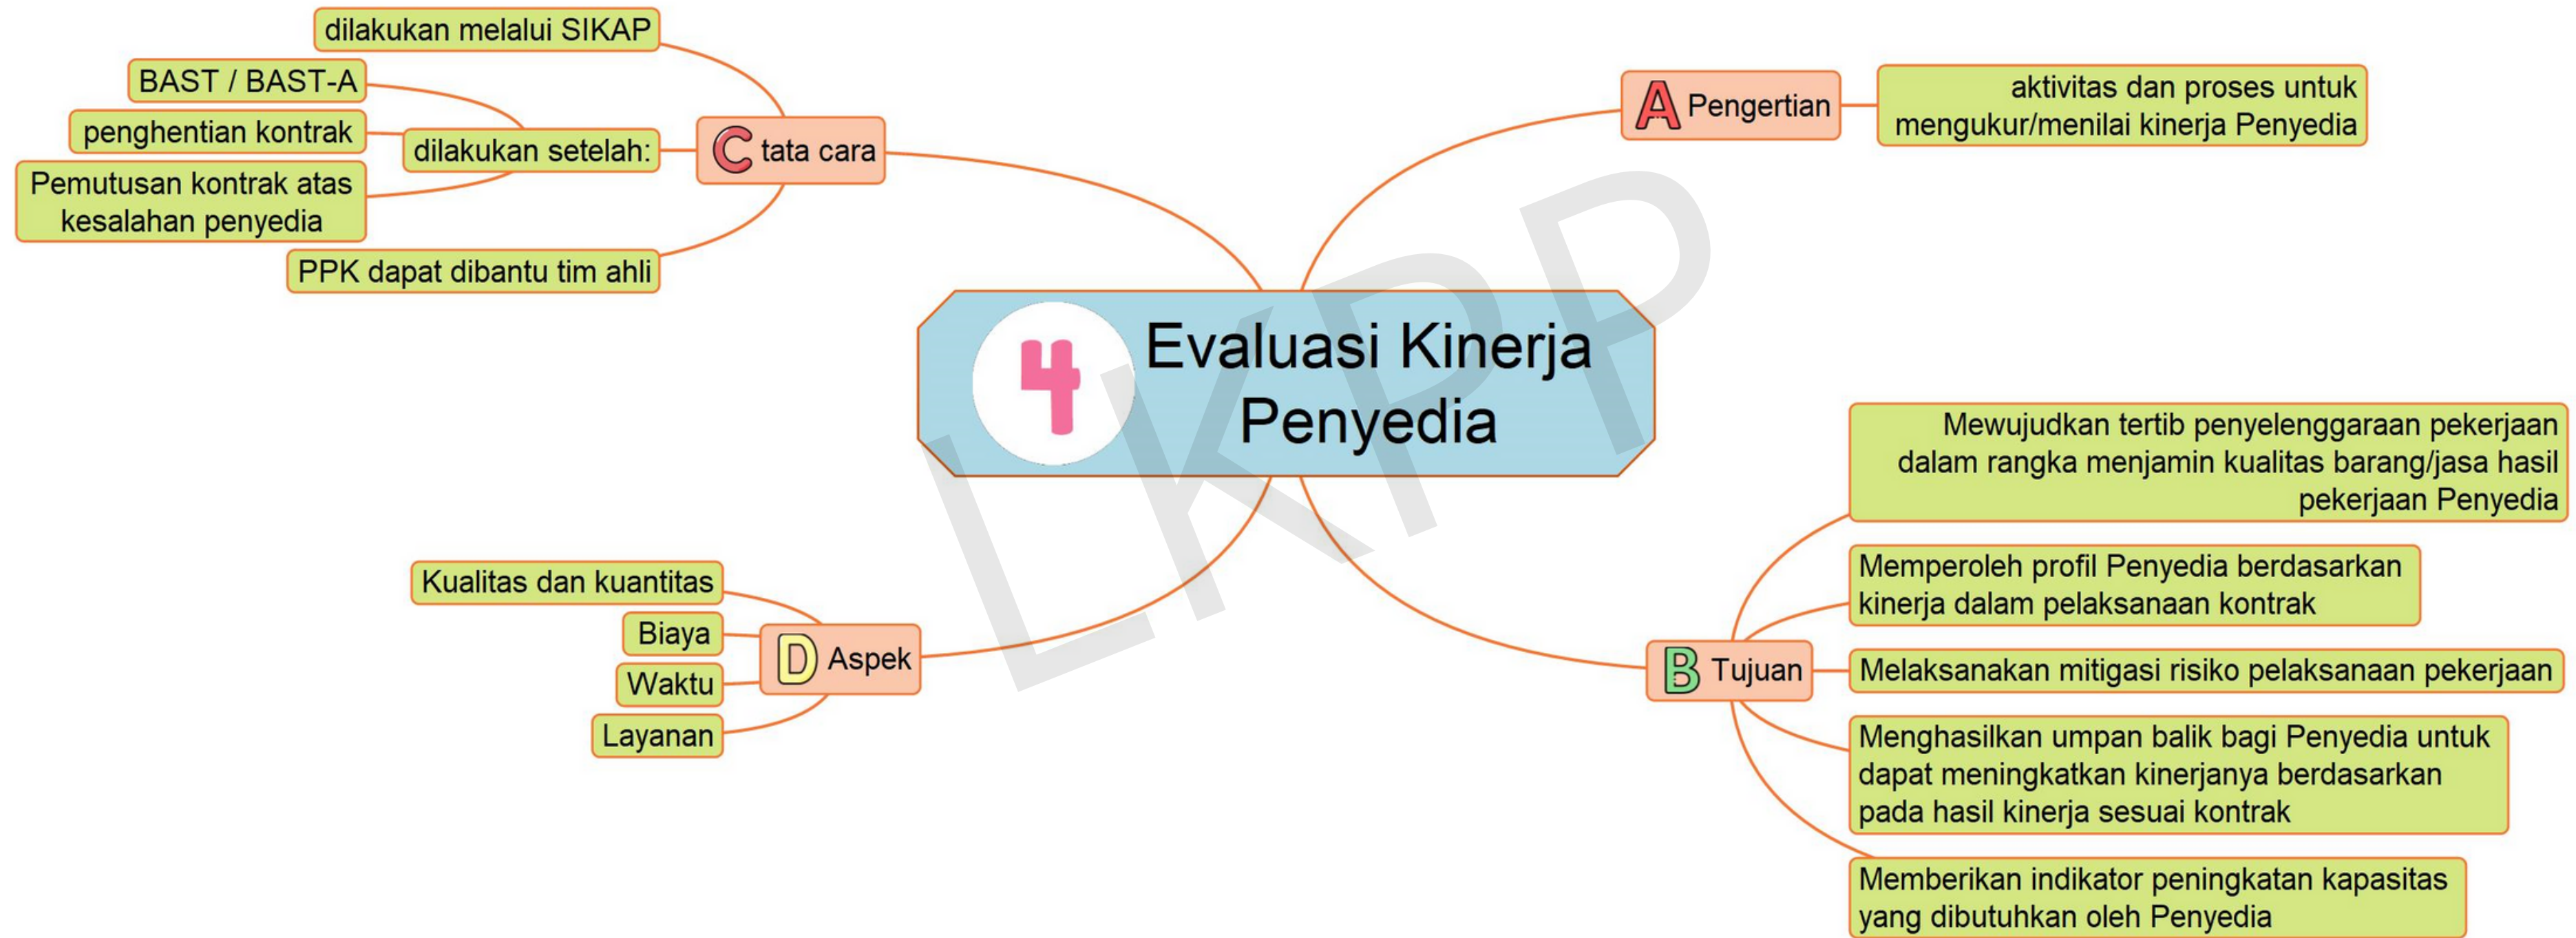 4
Evaluasi Kinerja
Penyedia
A Pengertian
aktivitas dan proses untuk
mengukur/menilai kinerja Penyedia
B Tujuan
Mewujudkan tertib penyelenggaraan pekerjaan
dalam rangka menjamin kualitas barang/jasa hasil
pekerjaan Penyedia
Memperoleh profil Penyedia berdasarkan
kinerja dalam pelaksanaan kontrak
Melaksanakan mitigasi risiko pelaksanaan pekerjaan
Menghasilkan umpan balik bagi Penyedia untuk
dapat meningkatkan kinerjanya berdasarkan
pada hasil kinerja sesuai kontrak
Memberikan indikator peningkatan kapasitas
yang dibutuhkan oleh Penyedia
C tata cara
dilakukan melalui SIKAP
dilakukan setelah:
BAST / BAST-A
penghentian kontrak
Pemutusan kontrak atas
kesalahan penyedia
PPK dapat dibantu tim ahli
D Aspek
Kualitas dan kuantitas
Biaya
Waktu
Layanan
LKPP